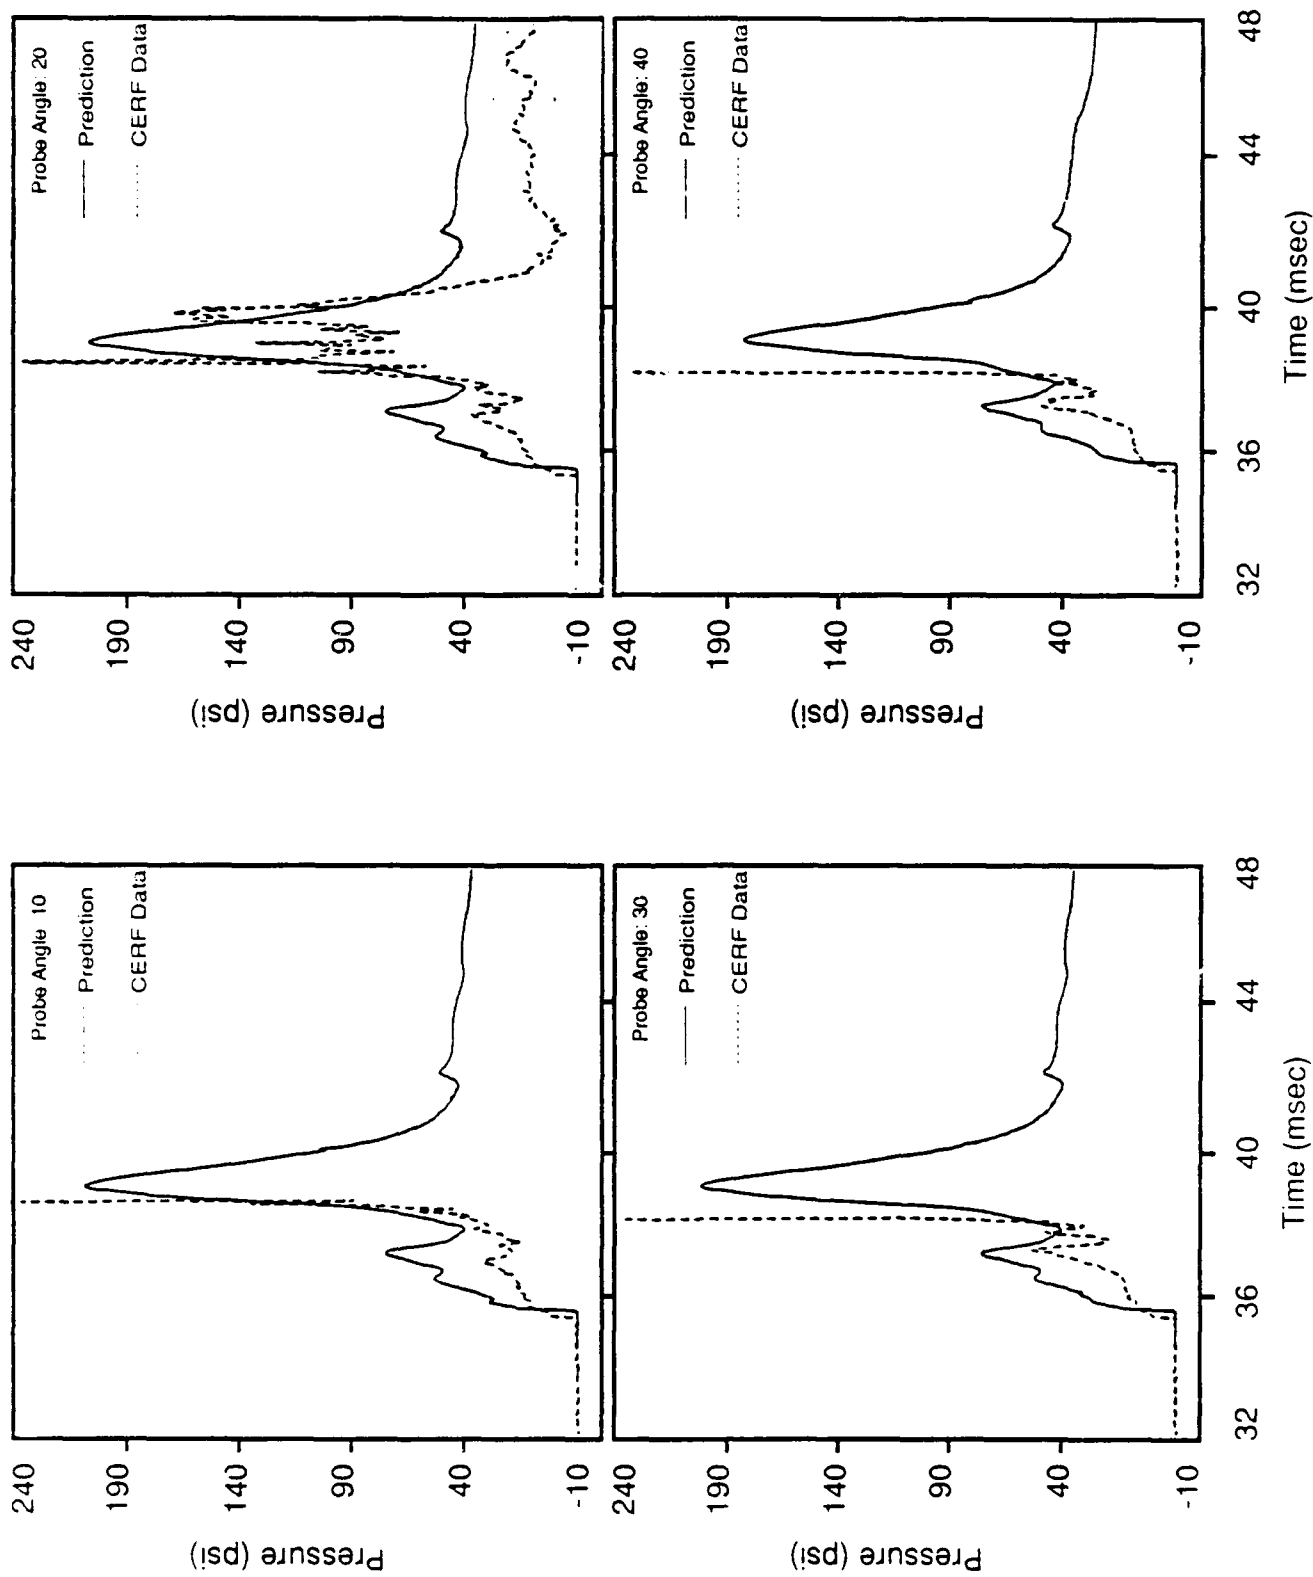 Pressure (psi)
240
190
140
90
40
-10
Probe Angle 10
Prediction
CERF Data
Pressure (psi)
240
190
140
90
40
-10
Probe Angle: 20
Prediction
CERF Data
Pressure (psi)
240
190
140
90
40
-10
Probe Angle: 30
Prediction
CERF Data
32
36
40
44
48
Time (msec)
Pressure (psi)
240
190
140
90
40
-10
Probe Angle: 40
Prediction
CERF Data
32
36
40
44
48
Time (msec)